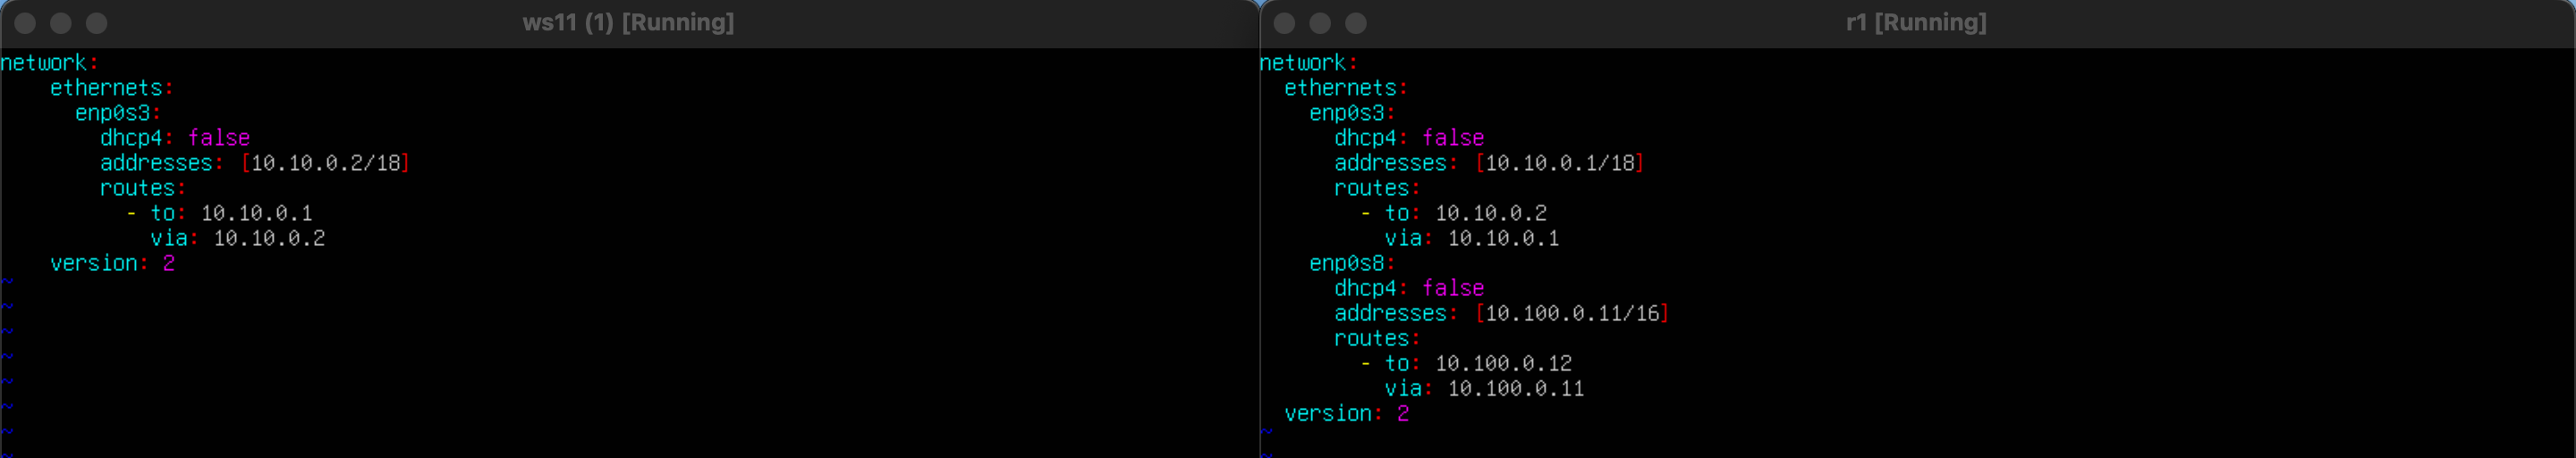 ws11 (1) [Running]
network:
    ethernets:
      enp0s3:
        dhcp4: false
        addresses: [10.10.0.2/18]
        routes:
          - to: 10.10.0.1
            via: 10.10.0.2
    version: 2
~
~
~
~
~
~
~
~
r1 [Running]
network:
  ethernets:
    enp0s3:
      dhcp4: false
      addresses: [10.10.0.1/18]
      routes:
        - to: 10.10.0.2
          via: 10.10.0.1
    enp0s8:
      dhcp4: false
      addresses: [10.100.0.11/16]
      routes:
        - to: 10.100.0.12
          via: 10.100.0.11
  version: 2
~
~